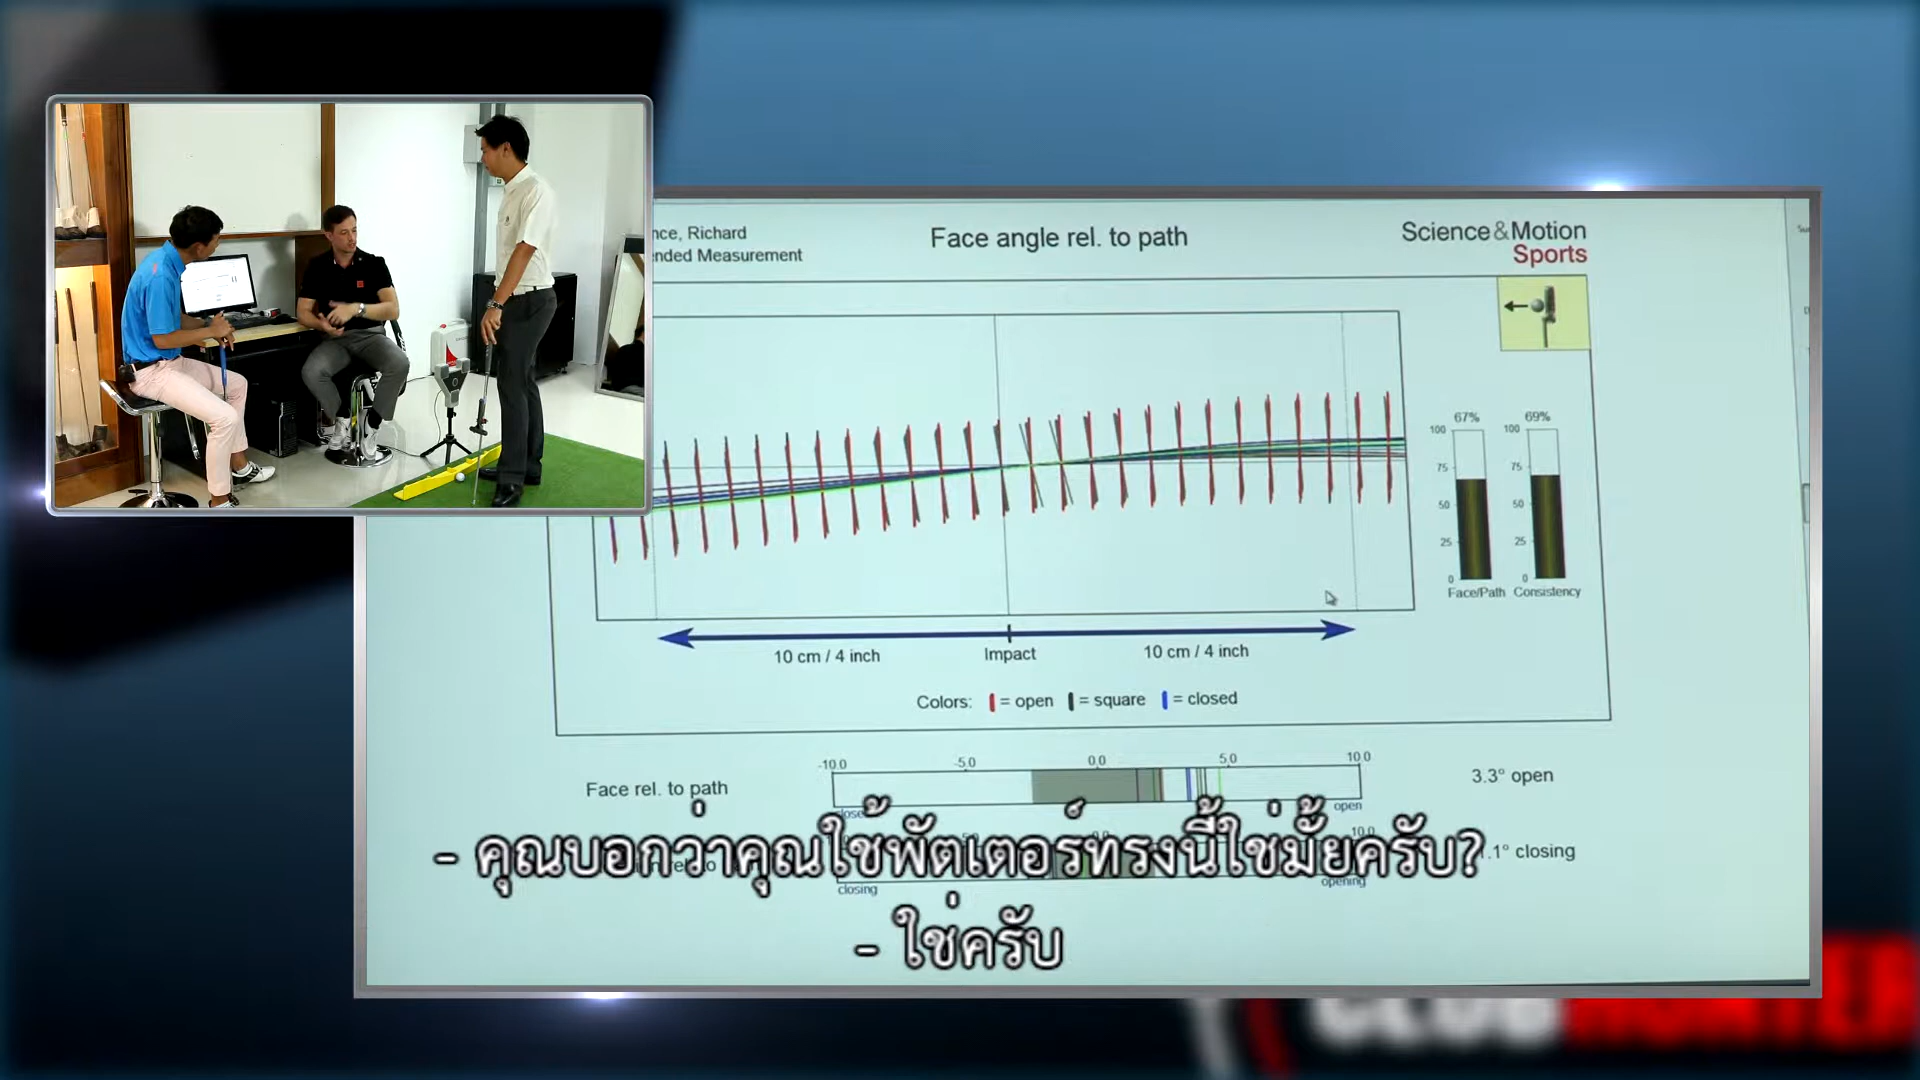 nce, Richard
nded Measurement
Face angle rel. to path
Science&Motion
Sports
67%
69%
100
100
75
75
50
50
25
25
0
0
Face/Path
Consistency
10 cm / 4 inch
Impact
10 cm / 4 inch
Colors: = open = square = closed
-10.0
-5.0
0.0
5.0
10.0
Face rel. to path
3.3° open
open
10.0
.1° closing
closing
opening
- คุณบอกว่าคุณใช้พัตเตอร์ทรงนี้ใช่มั้ยครับ?
- ใช่ครับ